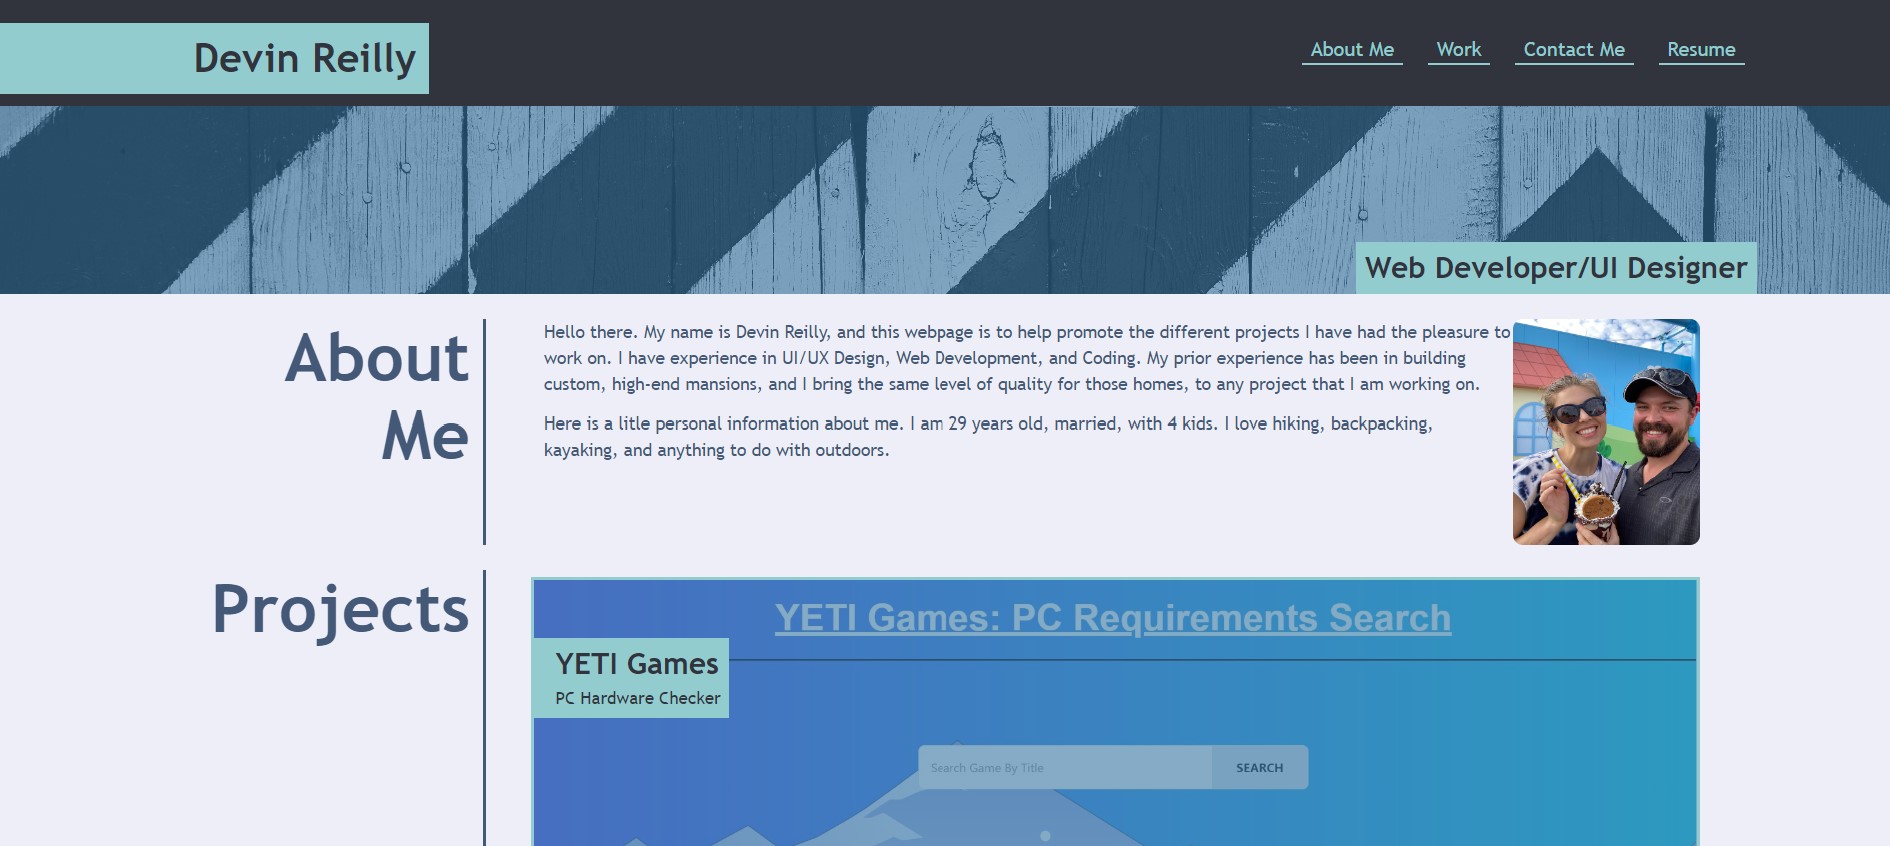 Devin Reilly
About Me
Work
Contact Me
Resume
Web Developer/UI Designer
About
Me
Hello there. My name is Devin Reilly, and this webpage is to help promote the different projects I have had the pleasure to
work on. I have experience in UI/UX Design, Web Development, and Coding. My prior experience has been in building
custom, high-end mansions, and I bring the same level of quality for those homes, to any project that I am working on.
Here is a litle personal information about me. I am 29 years old, married, with 4 kids. I love hiking, backpacking,
kayaking, and anything to do with outdoors.
Projects
YETI Games: PC Requirements Search
YETI Games
PC Hardware Checker
Search Game By Title
SEARCH